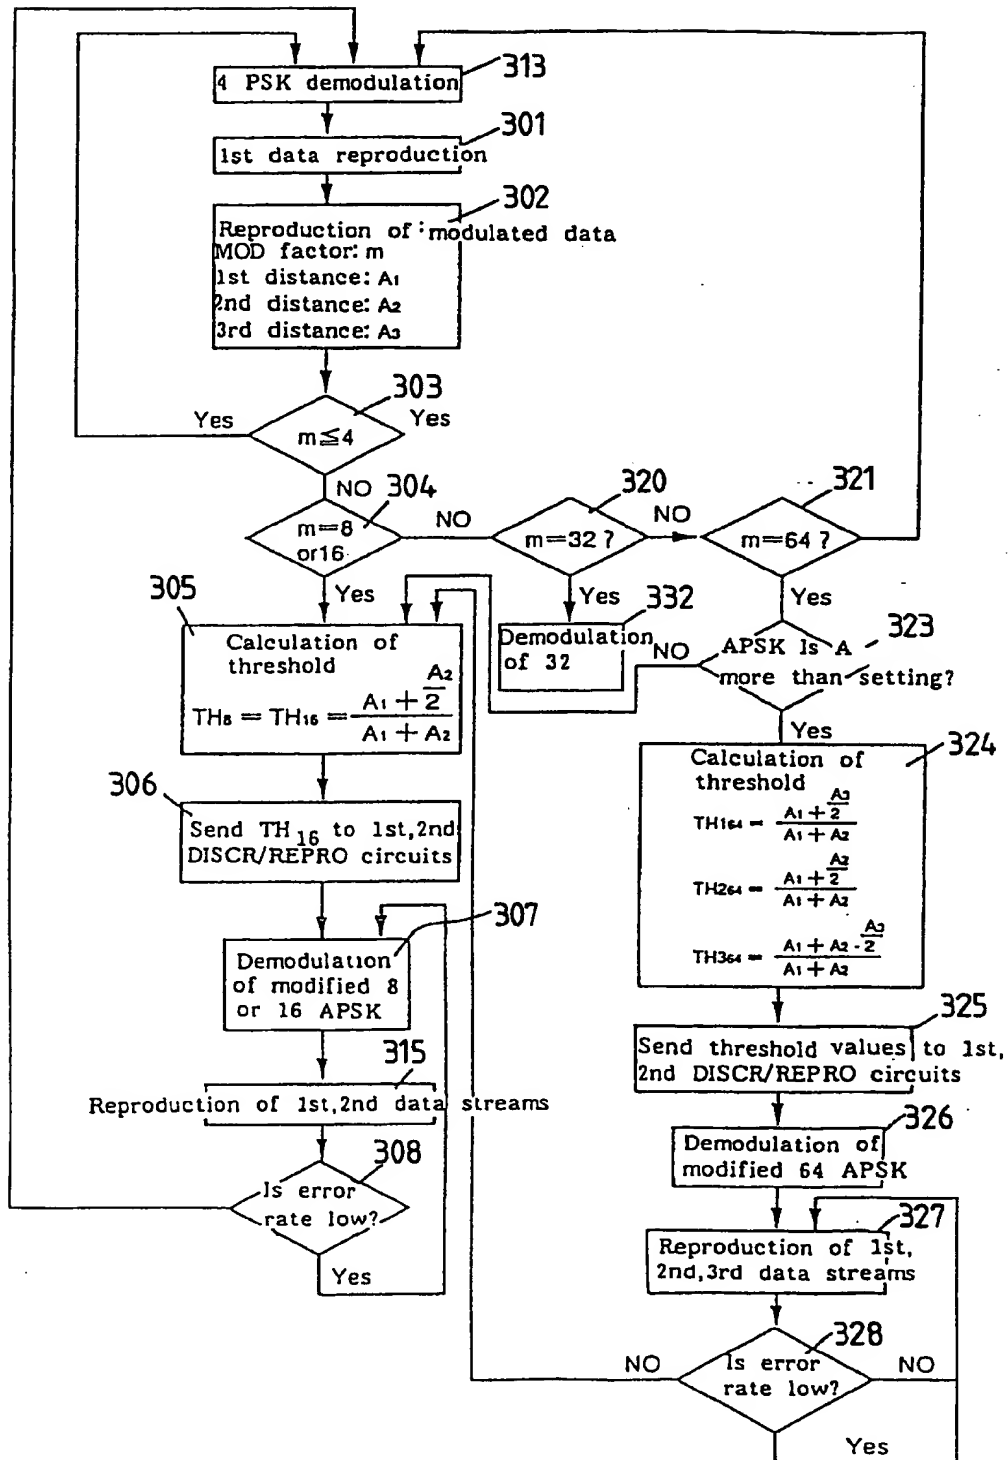 313
4 PSK demodulation
301
1st data reproduction
302
Reproduction of : modulated data
MOD factor: m
1st distance: A1
2nd distance: A2
3rd distance: A3
303
Yes
Yes
m≦4
NO
304
m=8
or16
NO
320
m=32 ?
NO
321
m=64 ?
Yes
Yes
Yes
305
Calculation of
threshold
TH8 = TH16 = (A1 + A2/2) / (A1 + A2)
332
Demodulation
of 32
NO
323
APSK Is A
more than setting?
Yes
306
Send TH16 to 1st,2nd
DISCR/REPRO circuits
324
Calculation of
threshold
TH164 = (A1 + A3/2) / (A1 + A2)
TH264 = (A1 + A2/2) / (A1 + A2)
TH364 = (A1 + A2 - A3/2) / (A1 + A2)
307
Demodulation
of modified 8
or 16 APSK
315
Reproduction of 1st,2nd data streams
308
Is error
rate low?
Yes
325
Send threshold values to 1st,
2nd DISCR/REPRO circuits
326
Demodulation of
modified 64 APSK
327
Reproduction of 1st,
2nd,3rd data streams
328
NO
Is error
rate low?
NO
Yes